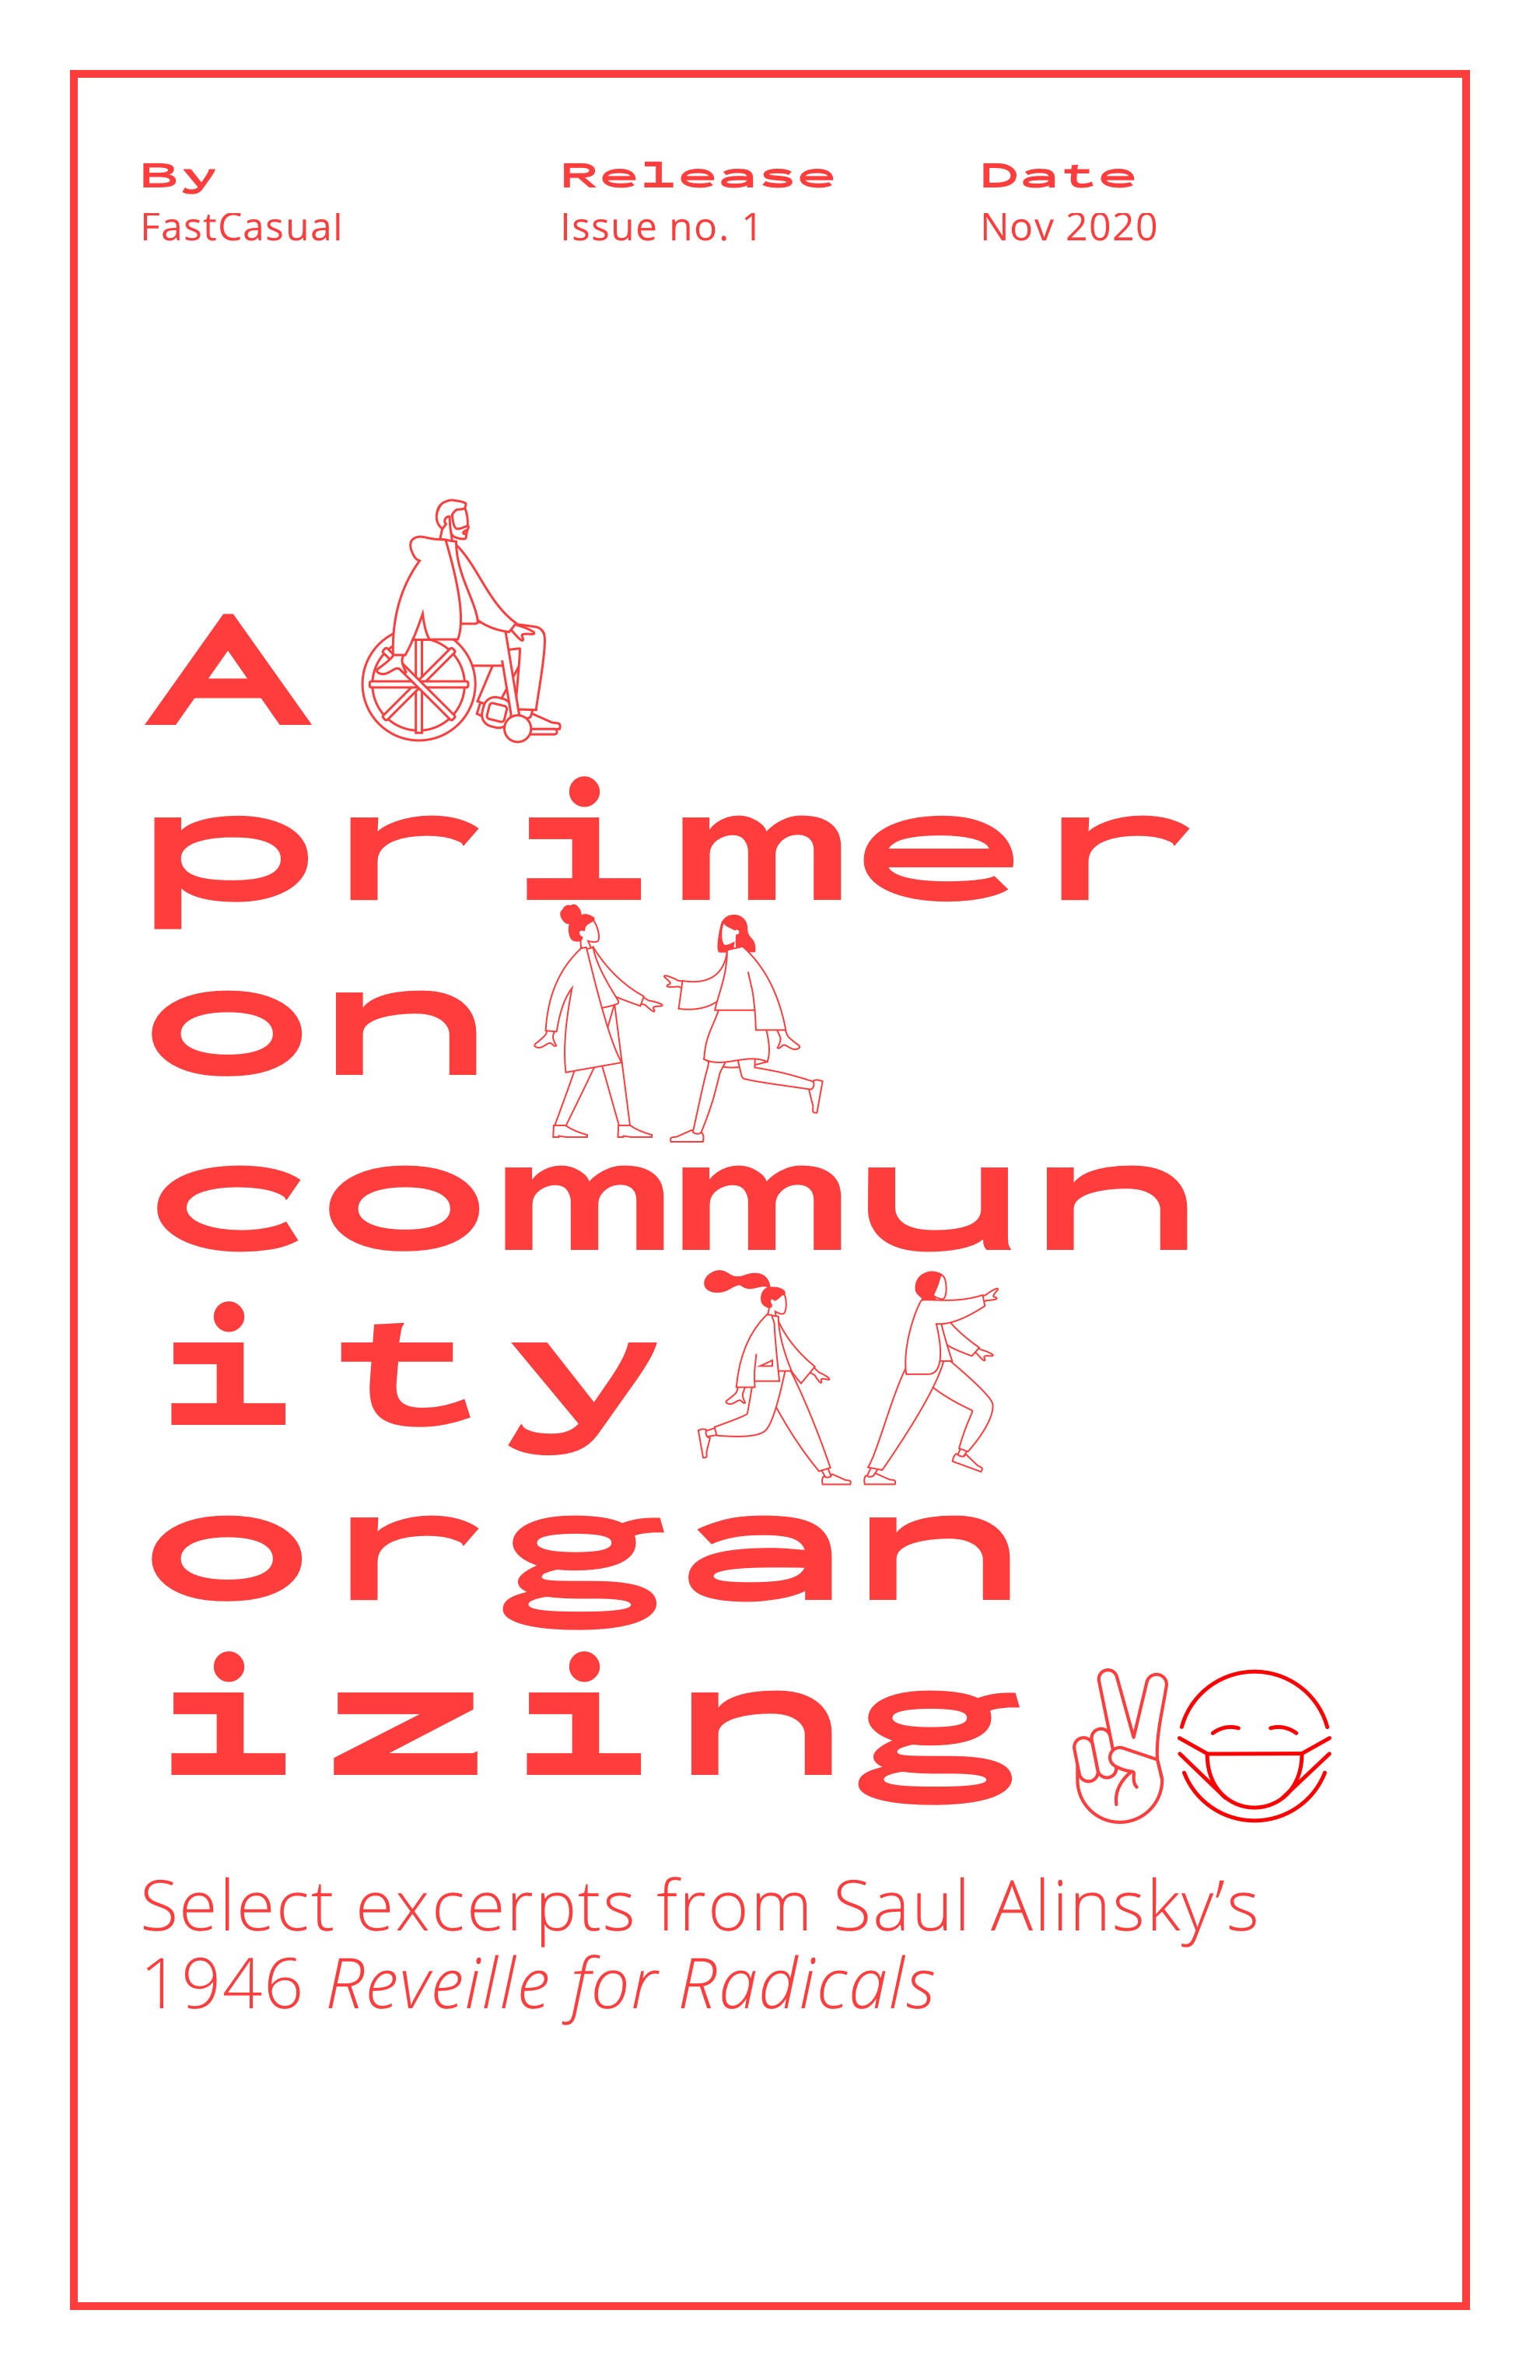 By Release Date
FastCasual Issue no. 1 Nov 2020
A
primer
on
commun
ity
organ
izing
Select excerpts from Saul Alinsky’s
1946 Reveille for Radicals